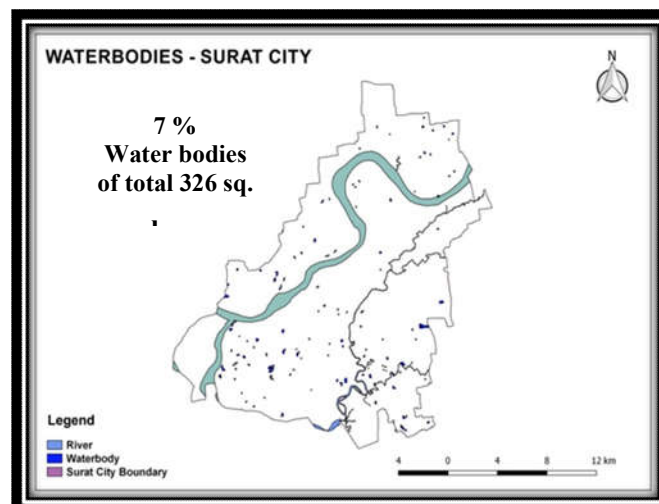 WATERBODIES - SURAT CITY
N
7 %
Water bodies
of total 326 sq.
Legend
River
Waterbody
Surat City Boundary
4 0 4 8 12 km